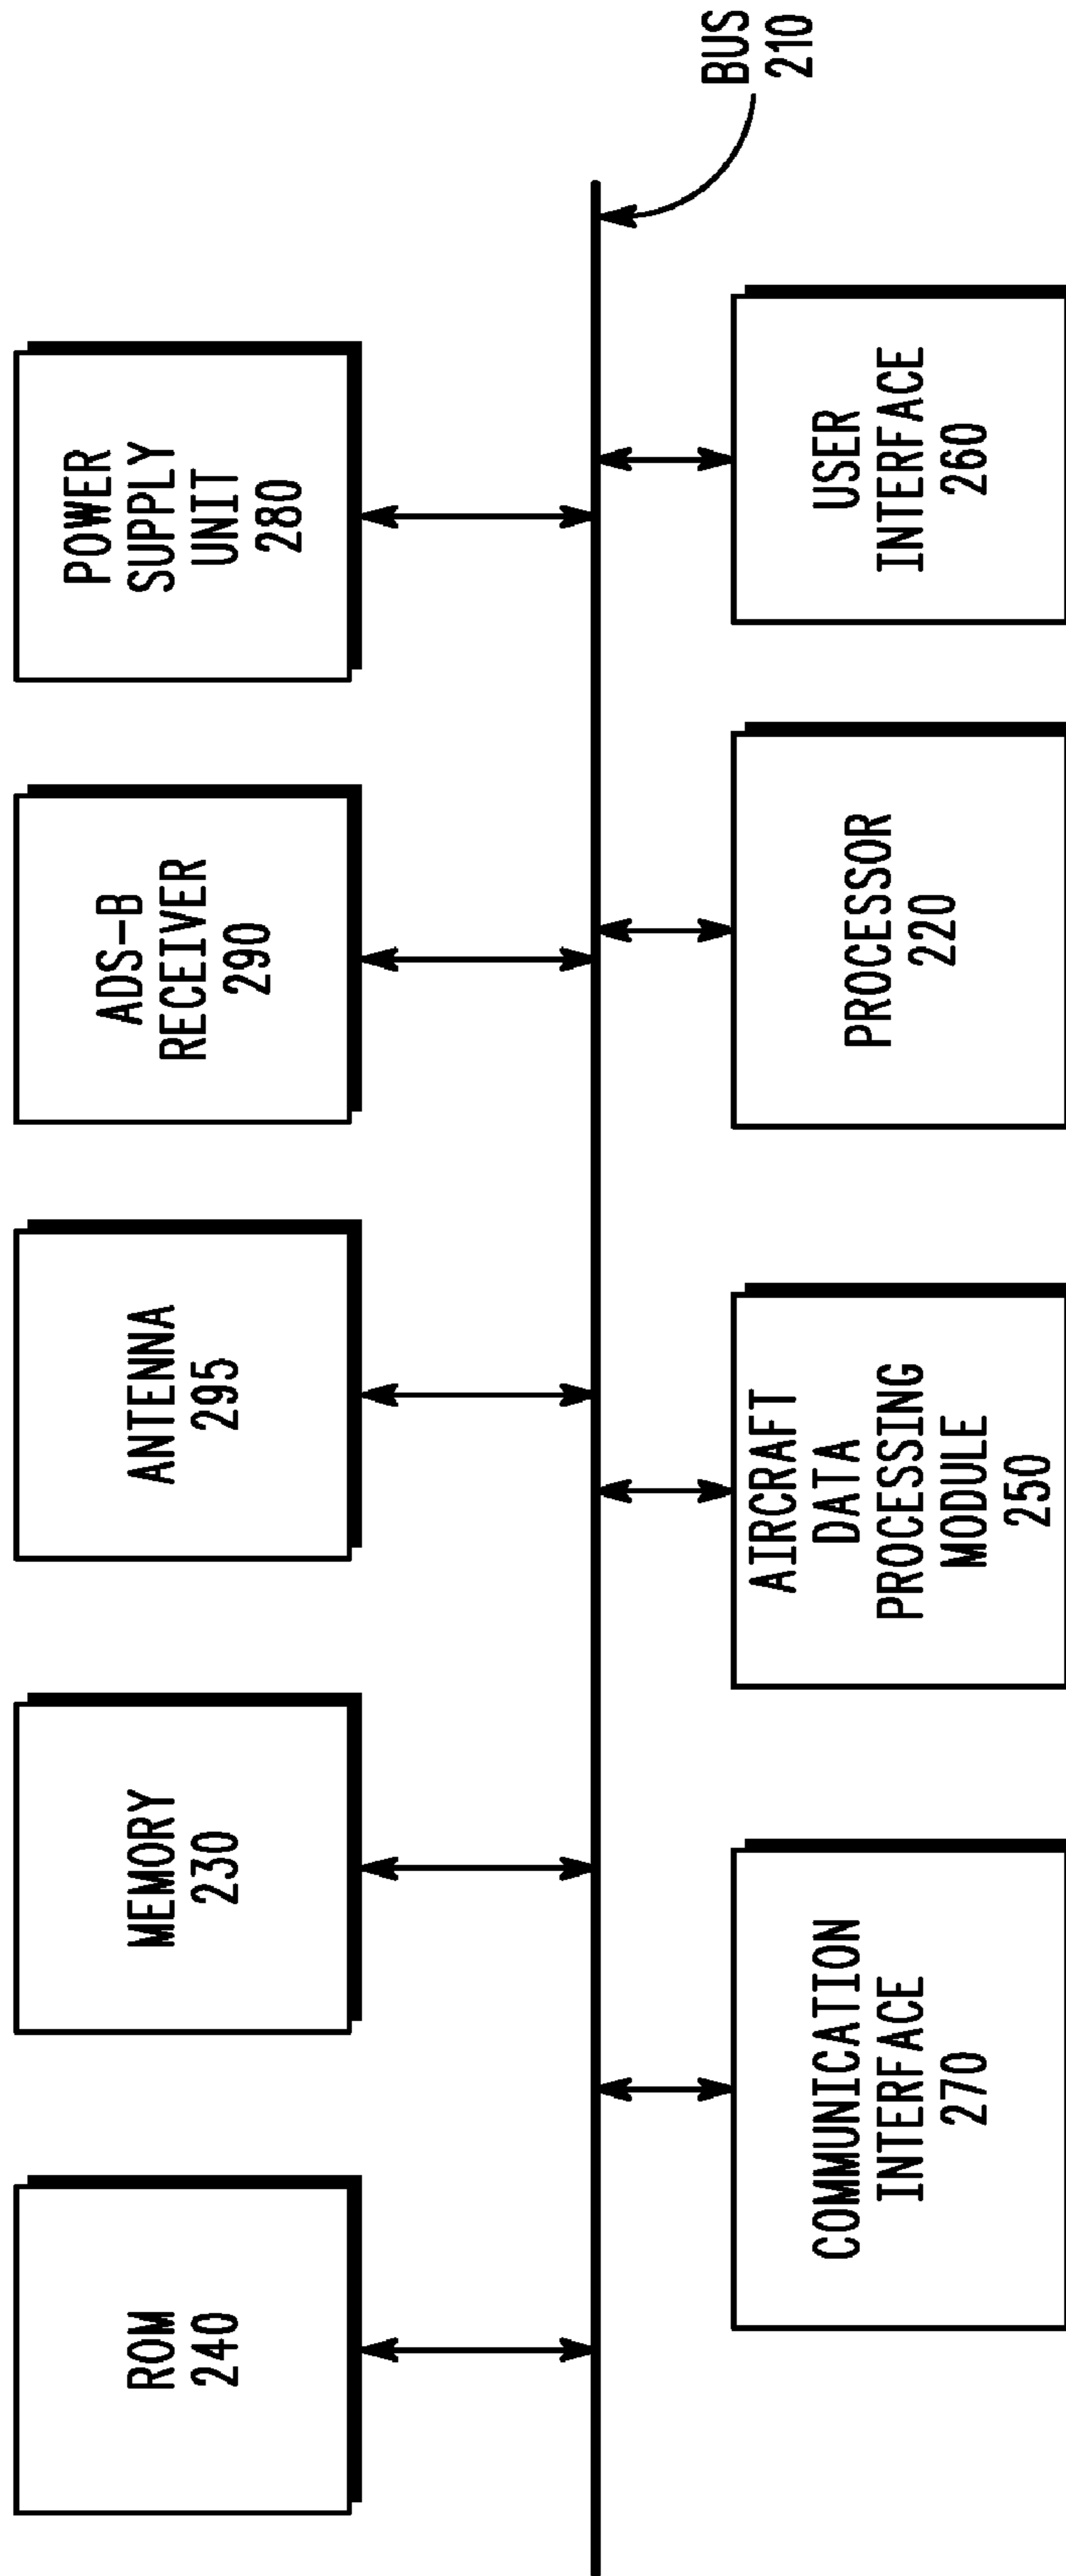 ROM
240
MEMORY
230
ANTENNA
295
ADS-B
RECEIVER
290
POWER
SUPPLY
UNIT
280
BUS
210
COMMUNICATION
INTERFACE
270
AIRCRAFT
DATA
PROCESSING
MODULE
250
PROCESSOR
220
USER
INTERFACE
260